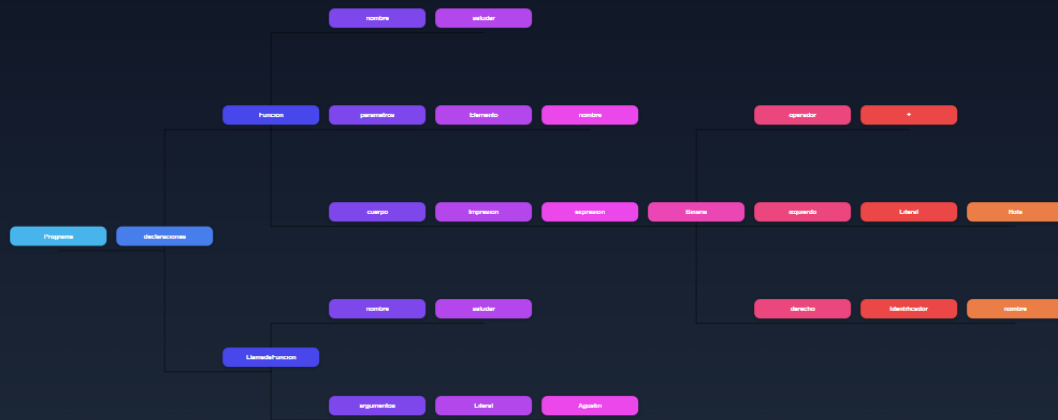 nombre saludar
Funcion parametros Elemento nombre operador +
cuerpo Impresion expresion Binaria izquierdo Literal Hola
Programa declaraciones
nombre saludar derecho Identificador nombre
LlamadaFuncion
argumentos Literal Agustin